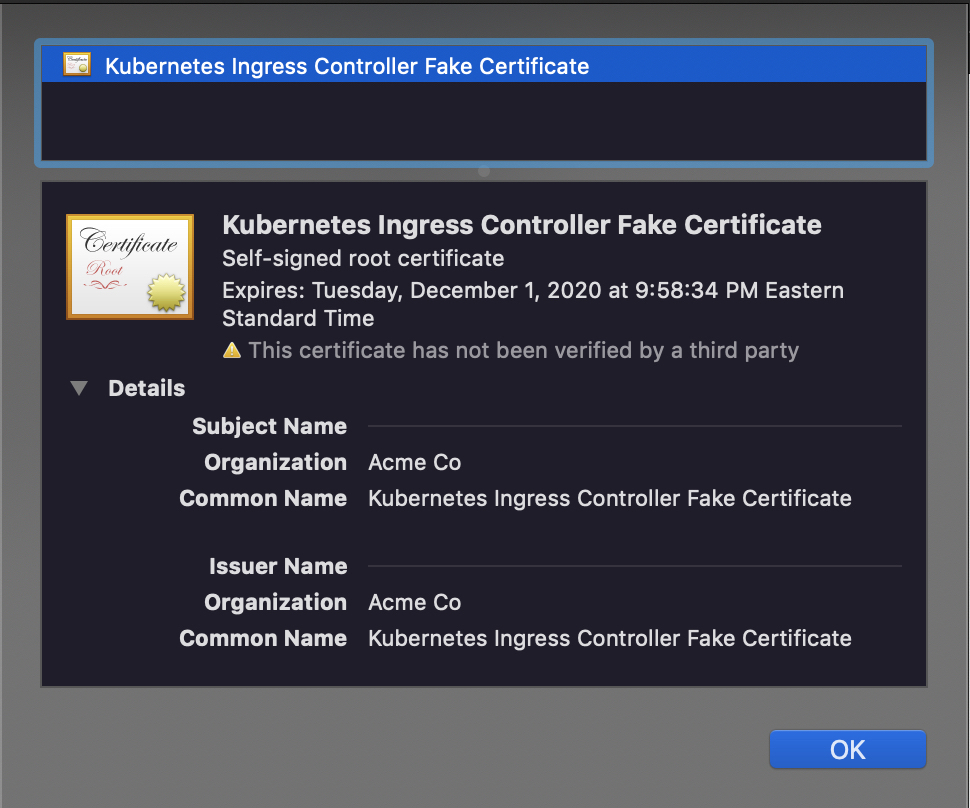 Kubernetes Ingress Controller Fake Certificate
Certificate
Root
Kubernetes Ingress Controller Fake Certificate
Self-signed root certificate
Expires: Tuesday, December 1, 2020 at 9:58:34 PM Eastern
Standard Time
This certificate has not been verified by a third party
Details
Subject Name
Organization Acme Co
Common Name Kubernetes Ingress Controller Fake Certificate
Issuer Name
Organization Acme Co
Common Name Kubernetes Ingress Controller Fake Certificate
OK